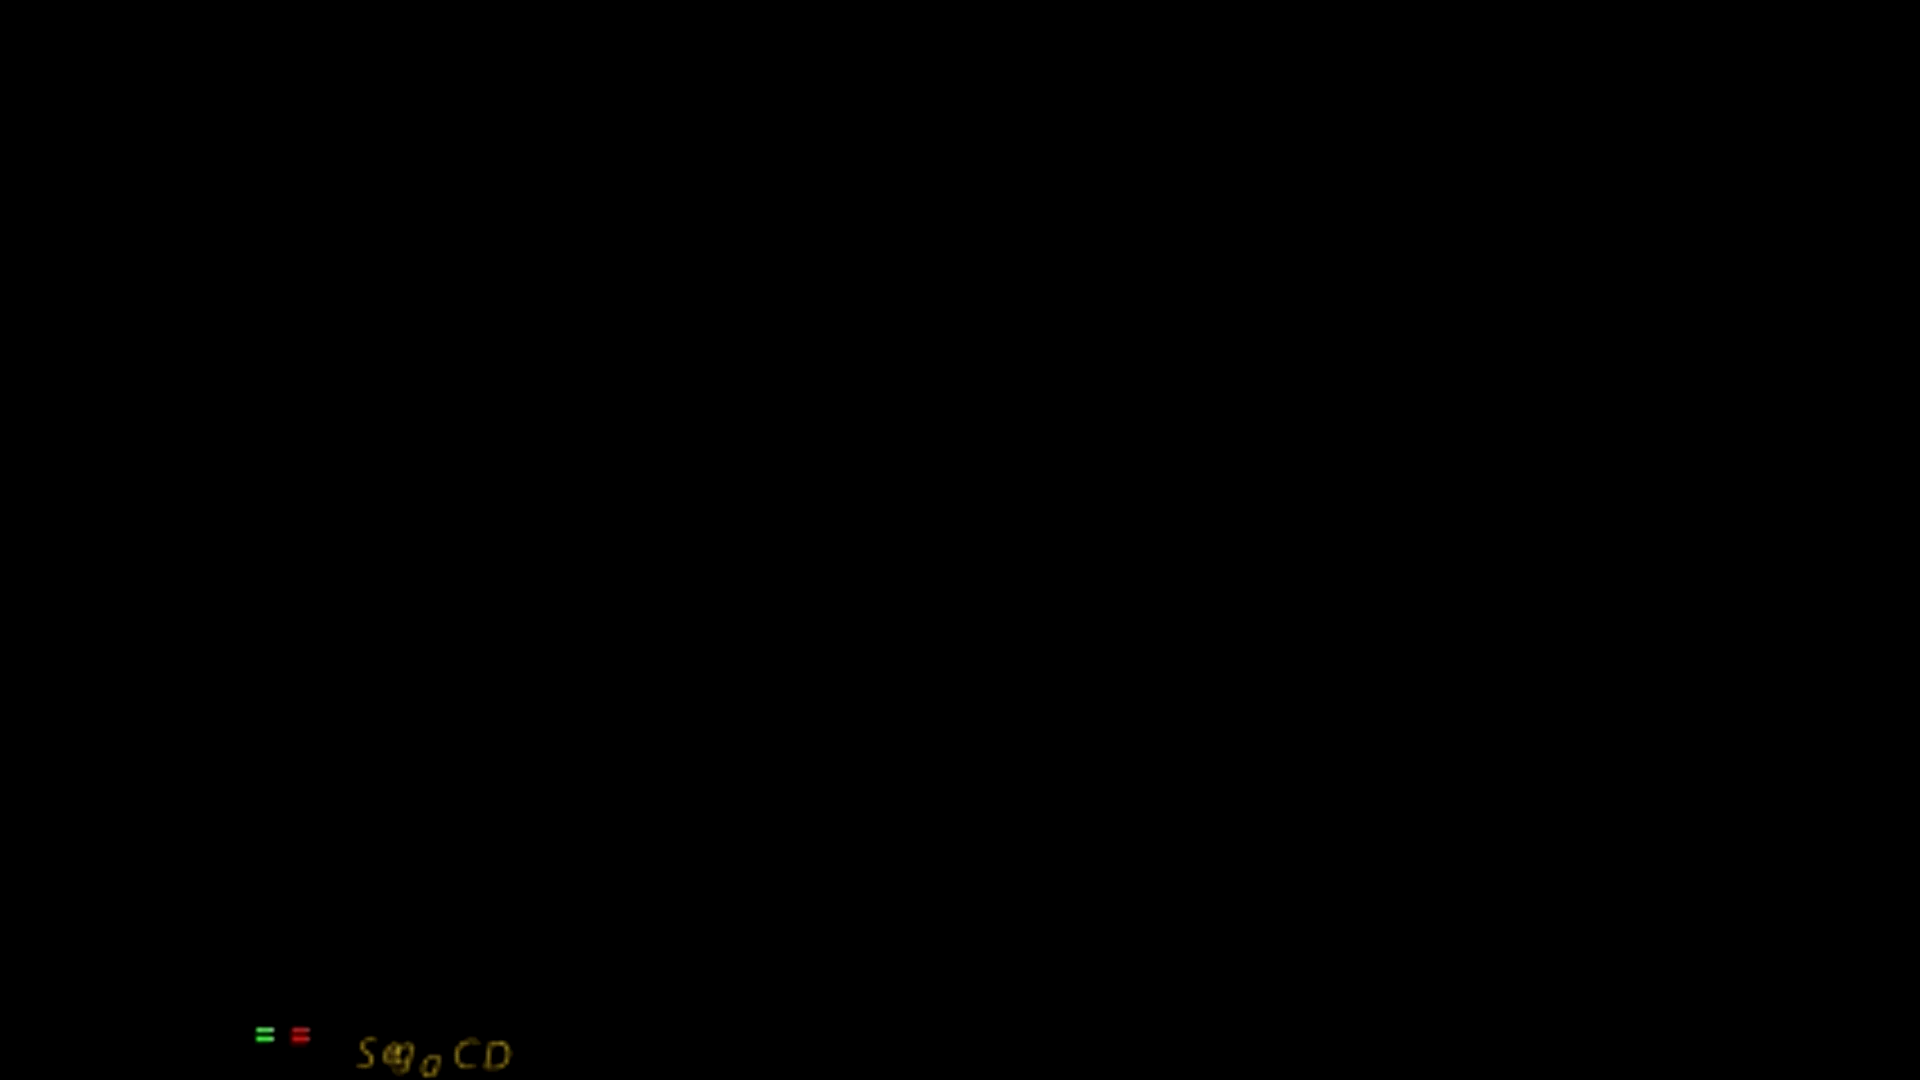 = = Sega CD